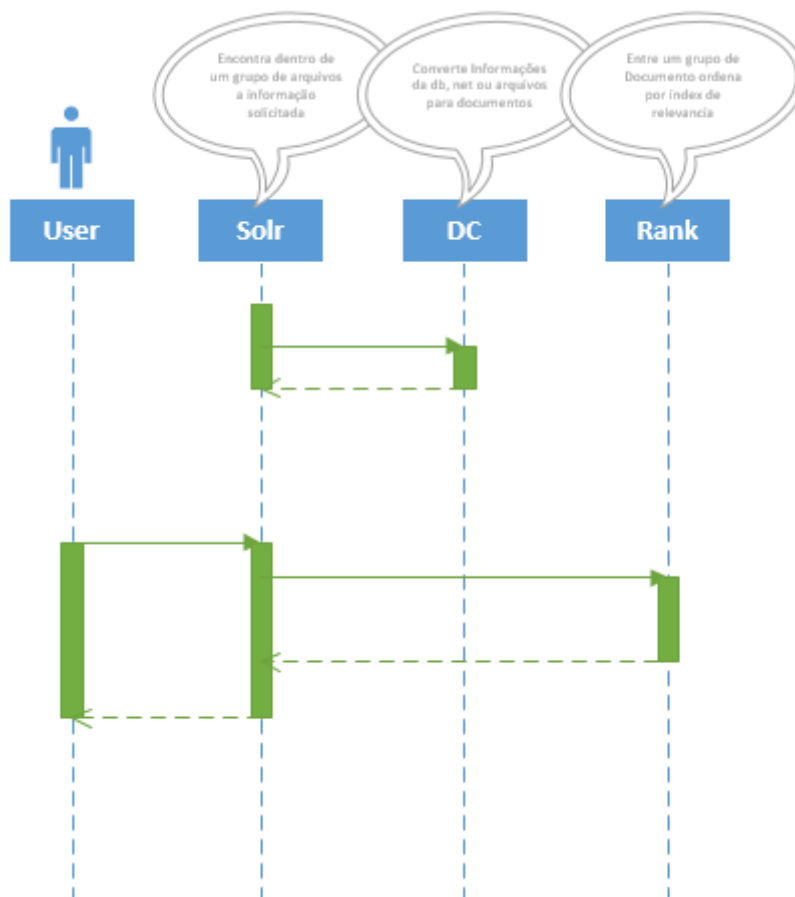 Encontra dentro de
um grupo de arquivos
a informação
solicitada
Converte Informações
da db, net ou arquivos
para documentos
Entre um grupo de
Documento ordena
por index de
relevancia
User
Solr
DC
Rank